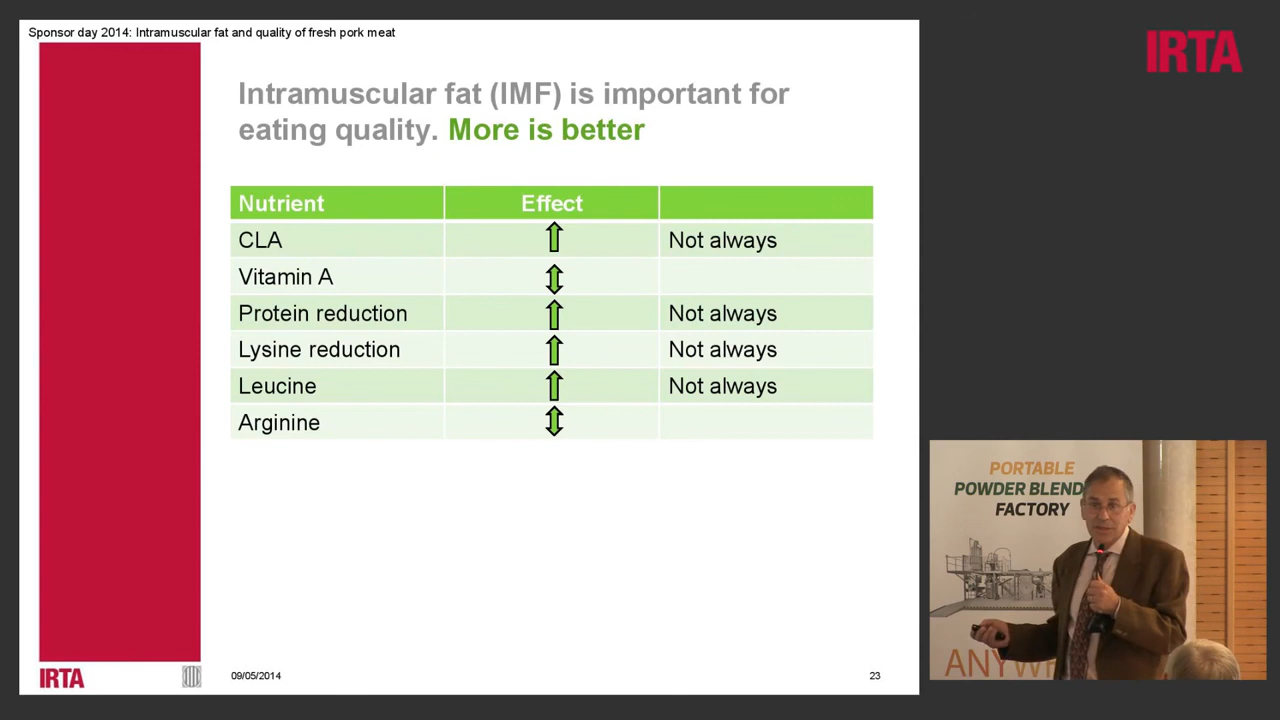 Sponsor day 2014: Intramuscular fat and quality of fresh pork meat
IRTA
Intramuscular fat (IMF) is important for
eating quality. More is better
Nutrient Effect
CLA Not always
Vitamin A
Protein reduction Not always
Lysine reduction Not always
Leucine Not always
Arginine
PORTABLE
POWDER BLEND
FACTORY
ANYW
IRTA
09/05/2014
23